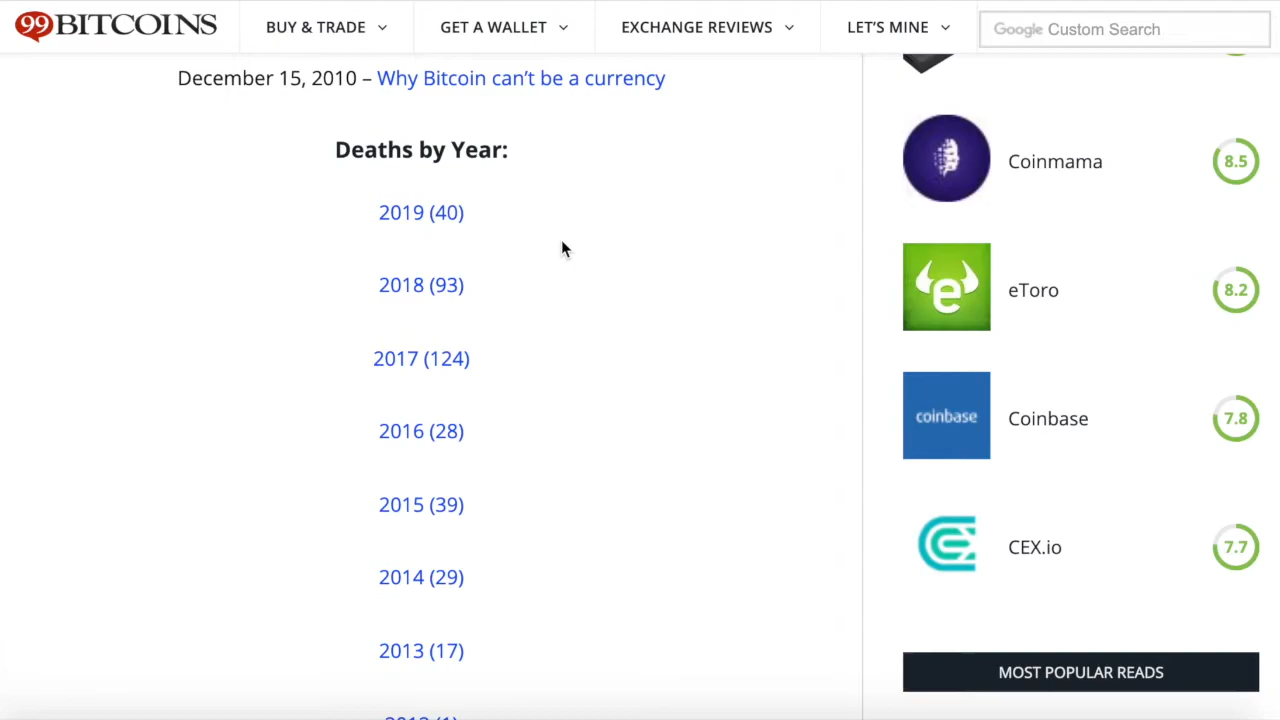 99BITCOINS
BUY & TRADE
GET A WALLET
EXCHANGE REVIEWS
LET'S MINE
Google Custom Search
December 15, 2010 – Why Bitcoin can't be a currency
Deaths by Year:
2019 (40)
2018 (93)
2017 (124)
2016 (28)
2015 (39)
2014 (29)
2013 (17)
2012 (1)
Coinmama
8.5
e
eToro
8.2
coinbase
Coinbase
7.8
CEX.io
7.7
MOST POPULAR READS